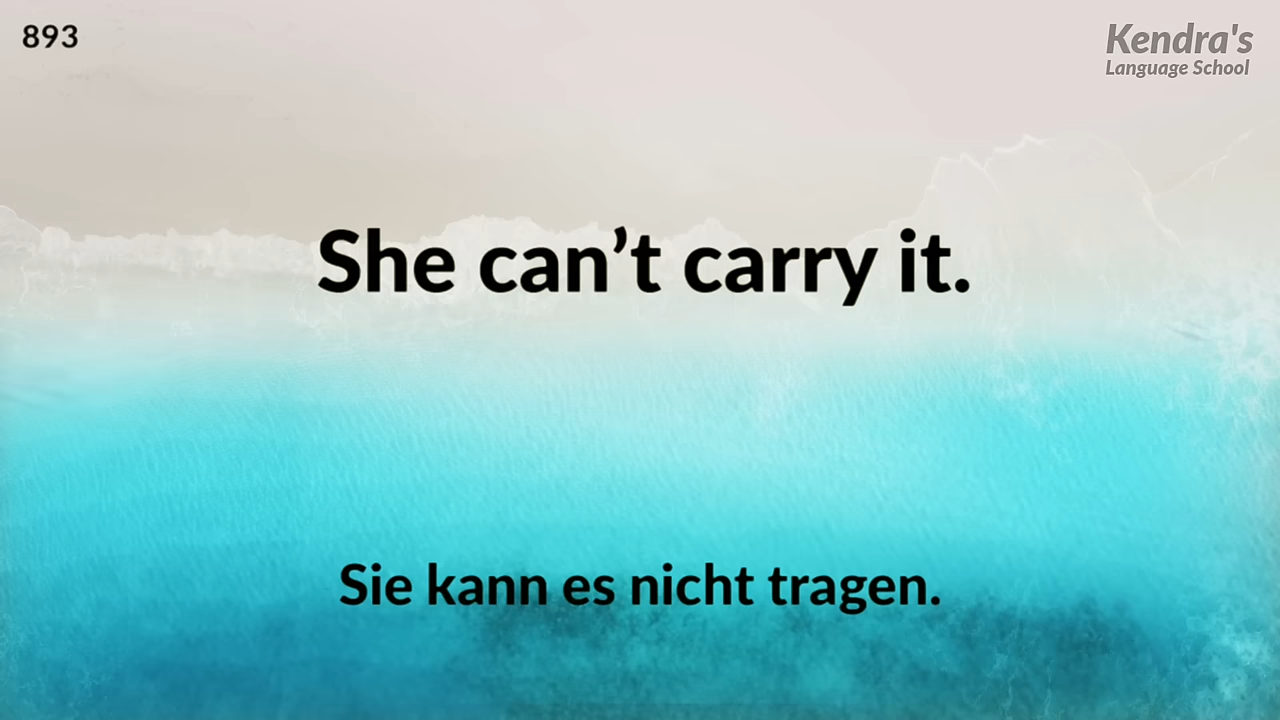 893
Kendra's
Language School
She can’t carry it.
Sie kann es nicht tragen.